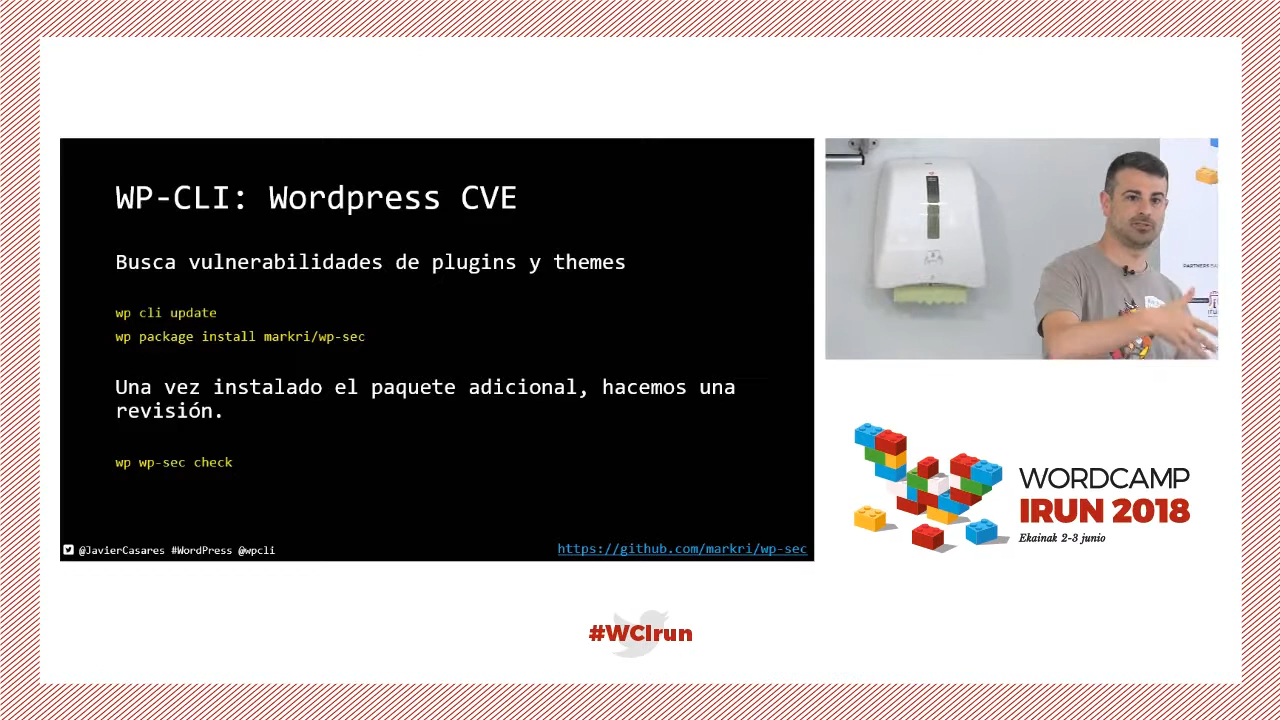 WP-CLI: Wordpress CVE
Busca vulnerabilidades de plugins y themes
wp cli update
wp package install markri/wp-sec
Una vez instalado el paquete adicional, hacemos una
revisión.
wp wp-sec check
@JavierCasares #WordPress @wpcli
https://github.com/markri/wp-sec
WORDCAMP
IRUN 2018
Ekainak 2-3 junio
#WCIrun